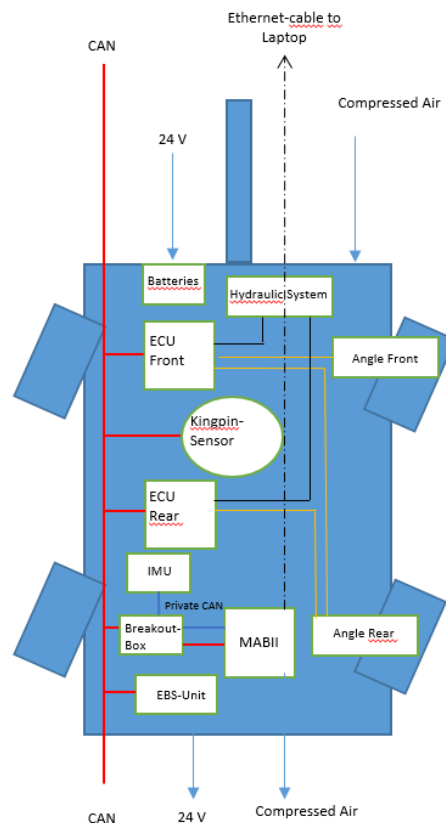 Ethernet-cable to
Laptop
CAN
Compressed Air
24 V
Batteries
Hydraulic System
ECU
Front
Angle Front
Kingpin-
Sensor
ECU
Rear
IMU
Private CAN
Breakout-
Box
MABII
Angle Rear
EBS-Unit
CAN
24 V
Compressed Air